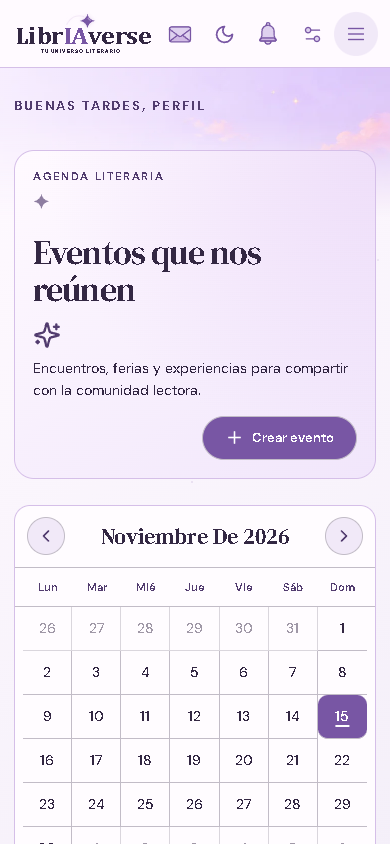 LibrIAverse
TU UNIVERSO LITERARIO
BUENAS TARDES, PERFIL
AGENDA LITERARIA
Eventos que nos
reúnen
Encuentros, ferias y experiencias para compartir
con la comunidad lectora.
Crear evento
Noviembre De 2026
Lun Mar Mié Jue Vie Sáb Dom
26 27 28 29 30 31 1
2 3 4 5 6 7 8
9 10 11 12 13 14 15
16 17 18 19 20 21 22
23 24 25 26 27 28 29